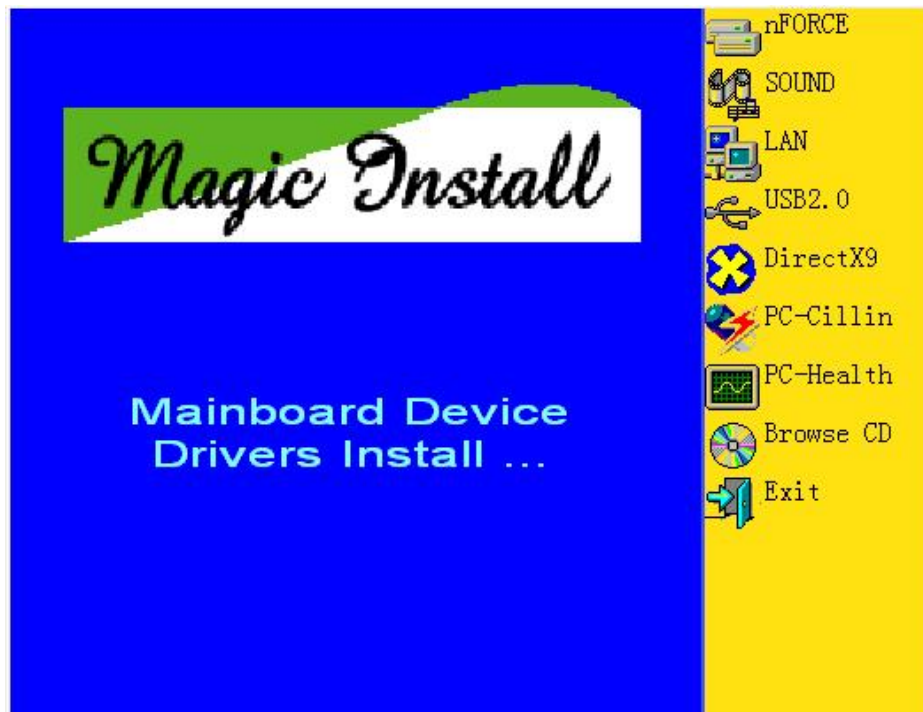 Magic Install
Mainboard Device
Drivers Install ...
nFORCE
SOUND
LAN
USB2.0
DirectX9
PC-Cillin
PC-Health
Browse CD
Exit